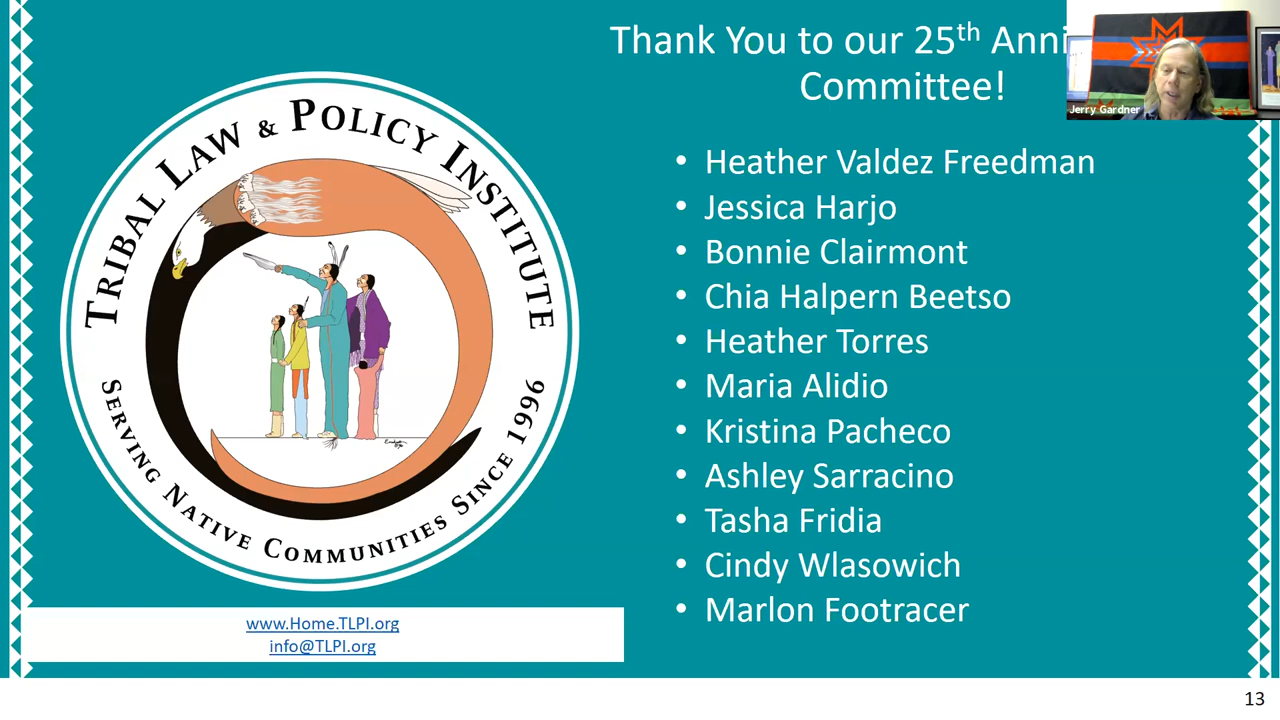 Thank You to our 25th Anni
Committee!
Jerry Gardner
TRIBAL LAW & POLICY INSTITUTE
SERVING NATIVE COMMUNITIES SINCE 1996
• Heather Valdez Freedman
• Jessica Harjo
• Bonnie Clairmont
• Chia Halpern Beetso
• Heather Torres
• Maria Alidio
• Kristina Pacheco
• Ashley Sarracino
• Tasha Fridia
• Cindy Wlasowich
• Marlon Footracer
www.Home.TLPI.org
info@TLPI.org
13